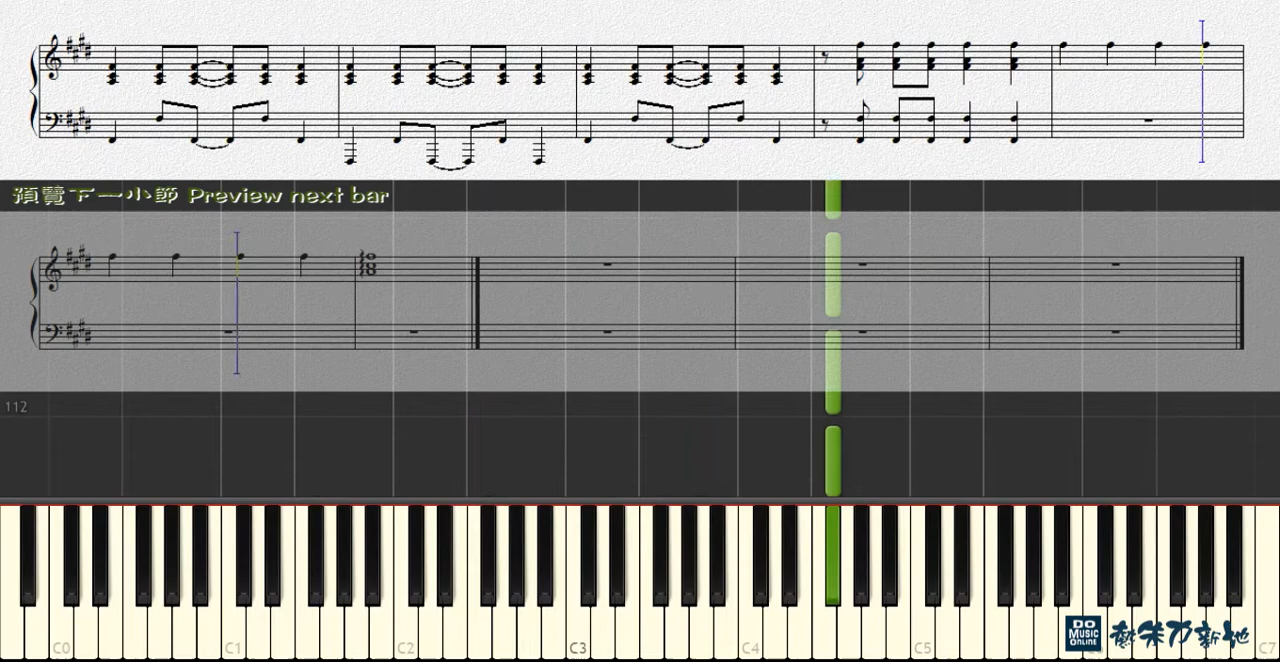 預覽下一小節 Preview next bar
112
C0 C1 C2 C3 C4 C5 C7
DO
MUSIC
ONLINE